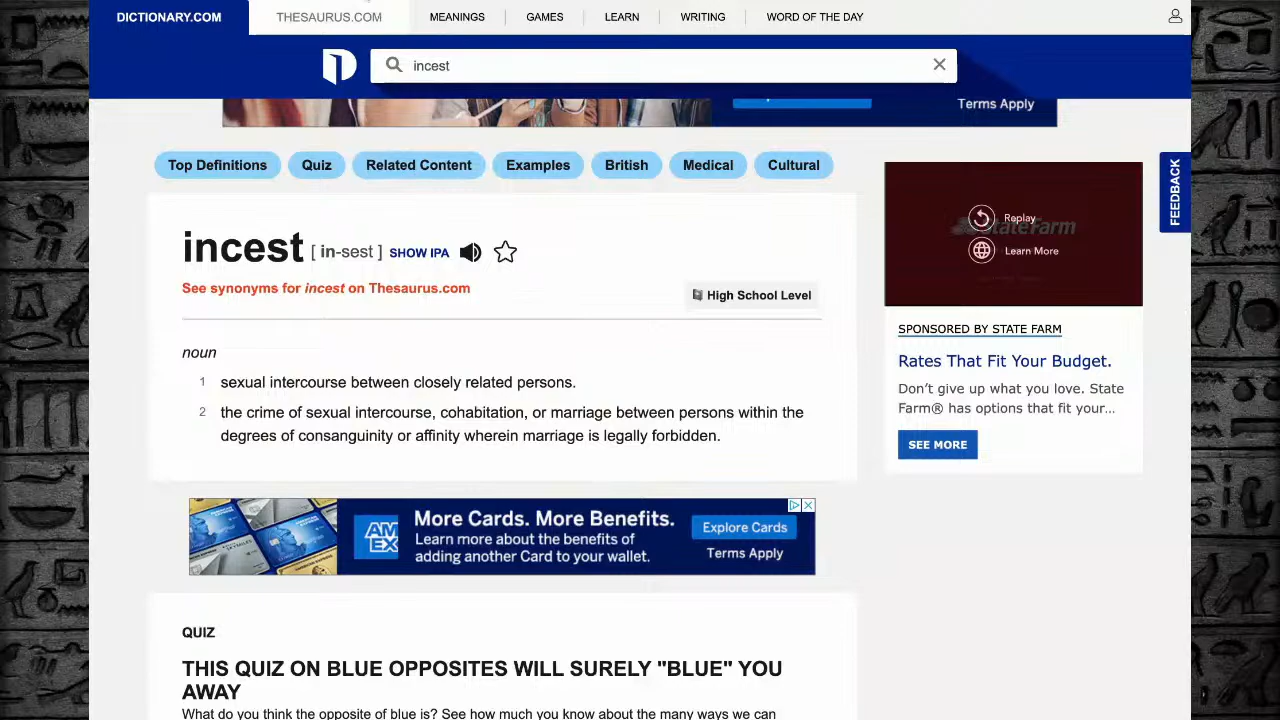 DICTIONARY.COM
THESAURUS.COM
MEANINGS
GAMES
LEARN
WRITING
WORD OF THE DAY
incest
Terms Apply
Top Definitions
Quiz
Related Content
Examples
British
Medical
Cultural
FEEDBACK
incest [ in-sest ] SHOW IPA
See synonyms for incest on Thesaurus.com
High School Level
noun
1 sexual intercourse between closely related persons.
2 the crime of sexual intercourse, cohabitation, or marriage between persons within the
degrees of consanguinity or affinity wherein marriage is legally forbidden.
Replay
StateFarm
Learn More
SPONSORED BY STATE FARM
Rates That Fit Your Budget.
Don’t give up what you love. State
Farm® has options that fit your...
SEE MORE
AM
EX
More Cards. More Benefits.
Learn more about the benefits of
adding another Card to your wallet.
Explore Cards
Terms Apply
QUIZ
THIS QUIZ ON BLUE OPPOSITES WILL SURELY "BLUE" YOU
AWAY
What do you think the opposite of blue is? See how much you know about the many ways we can